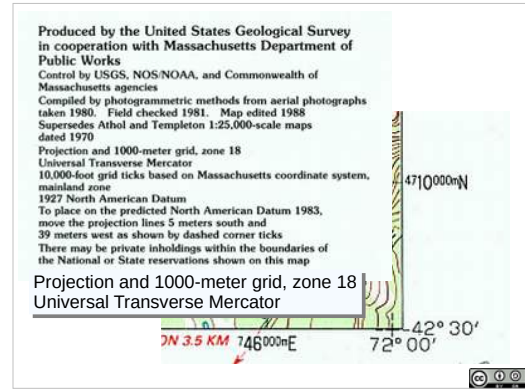 Produced by the United States Geological Survey
in cooperation with Massachusetts Department of
Public Works
Control by USGS, NOS/NOAA, and Commonwealth of
Massachusetts agencies
Compiled by photogrammetric methods from aerial photographs
taken 1980. Field checked 1981. Map edited 1988
Supersedes Athol and Templeton 1:25,000-scale maps
dated 1970
Projection and 1000-meter grid, zone 18
Universal Transverse Mercator
10,000-foot grid ticks based on Massachusetts coordinate system,
mainland zone
1927 North American Datum
To place on the predicted North American Datum 1983,
move the projection lines 5 meters south and
39 meters west as shown by dashed corner ticks
There may be private inholdings within the boundaries of
the National or State reservations shown on this map
4710000mN
Projection and 1000-meter grid, zone 18
Universal Transverse Mercator
42° 30′
ON 3.5 KM 746000mE 72° 00′
cc